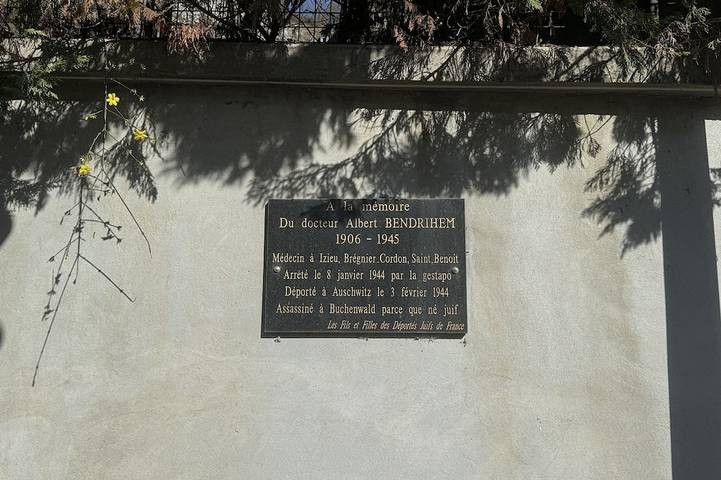 A la mémoire
Du docteur Albert BENDRIHEM
1906 - 1945
Médecin à Izieu, Brégnier.Cordon, Saint.Benoit
Arrété le 8 janvier 1944 par la gestapo
Déporté à Auschwitz le 3 février 1944
Assassiné à Buchenwald parce que né juif
Les Fils et Filles des Déportés Juifs de France